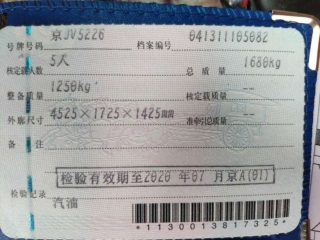 号牌号码 京JV5226 档案编号 041311105082
核定载人数 5人 总质量 1680kg
整备质量 1250kg 核定载质量 --
外廓尺寸 4525×1725×1425mm 准牵引总质量 --
备注
检验有效期至2020年07月京A(01)
检验记录
汽油
*1130013817325*